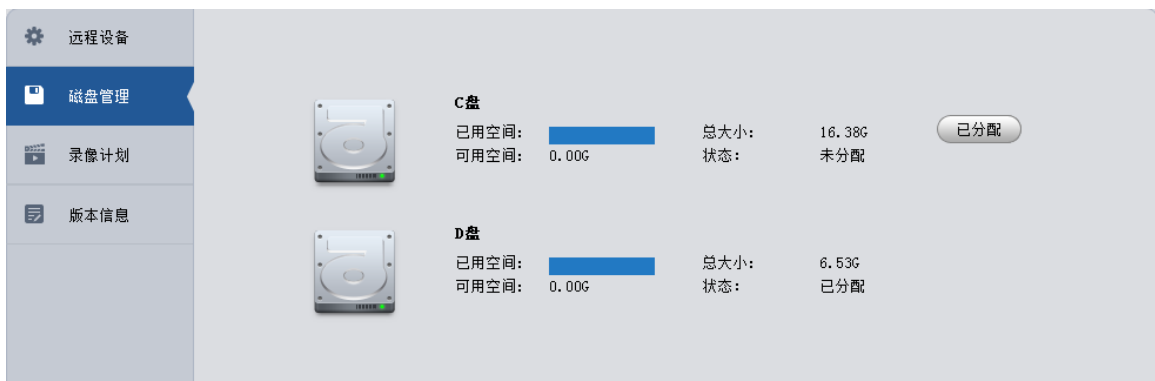 远程设备
磁盘管理
录像计划
版本信息
C盘
已用空间: 总大小: 16.38G 已分配
可用空间: 0.00G 状态: 未分配
D盘
已用空间: 总大小: 6.53G
可用空间: 0.00G 状态: 已分配